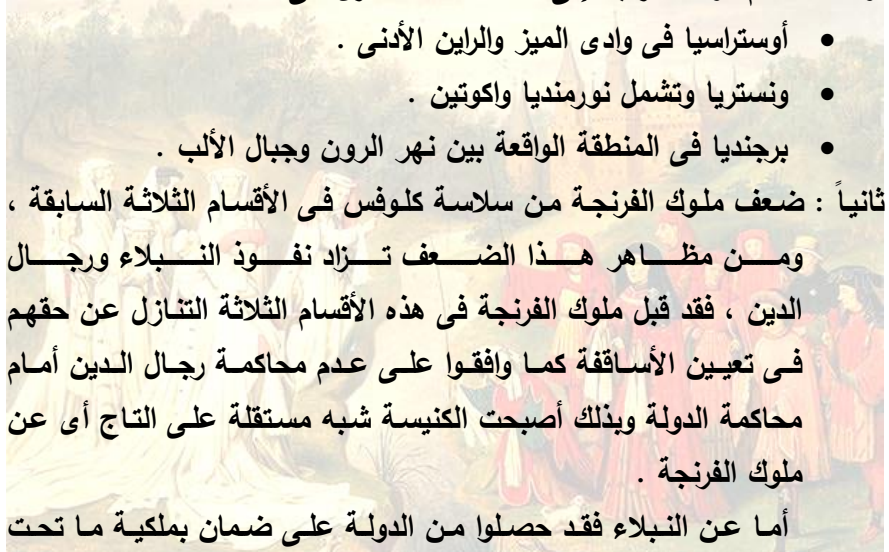 • أوستراسيا فى وادى الميز والراين الأدنى .
• ونستريا وتشمل نورمنديا واكوتين .
• برجنديا فى المنطقة الواقعة بين نهر الرون وجبال الألب .
ثانياً : ضعف ملوك الفرنجة من سلاسة كلوفس فى الأقسام الثلاثة السابقة ،
ومن مظاهر هذا الضعف تزاد نفوذ النبلاء ورجال
الدين ، فقد قبل ملوك الفرنجة فى هذه الأقسام الثلاثة التنازل عن حقهم
فى تعيين الأساقفة كما وافقوا على عدم محاكمة رجال الدين أمام
محاكمة الدولة وبذلك أصبحت الكنيسة شبه مستقلة على التاج أى عن
ملوك الفرنجة .
أما عن النبلاء فقد حصلوا من الدولة على ضمان بملكية ما تحت